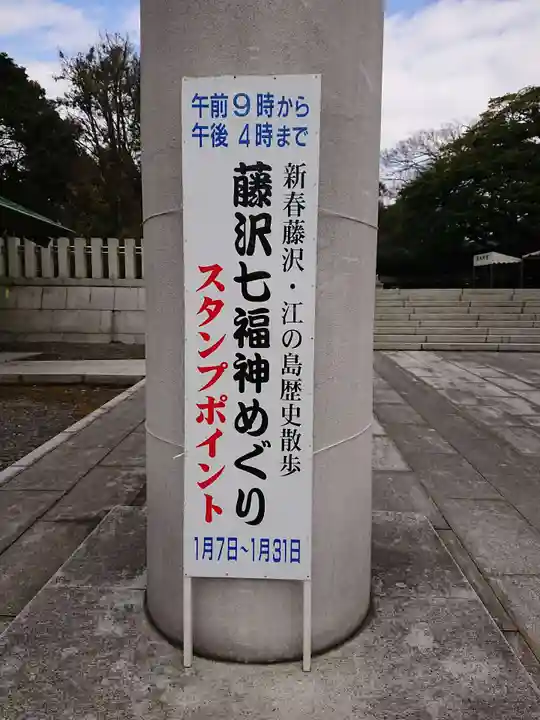 午前9時から
午後4時まで
新春藤沢・江の島歴史散歩
藤沢七福神めぐり
スタンプポイント
1月7日~1月31日